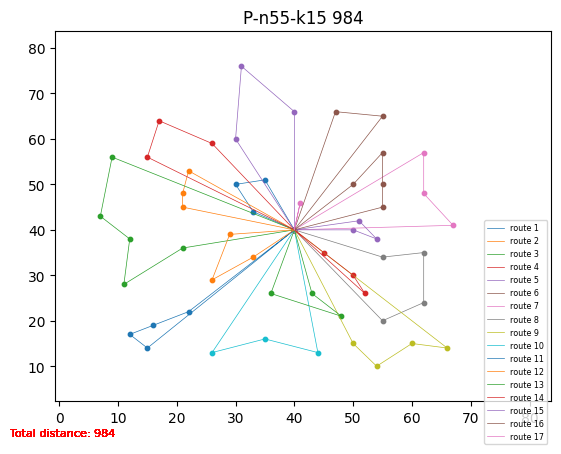 P-n55-k15 984
80
70
60
50
40
30
20
10
0 10 20 30 40 50 60 70 80
route 1
route 2
route 3
route 4
route 5
route 6
route 7
route 8
route 9
route 10
route 11
route 12
route 13
route 14
route 15
route 16
route 17
Total distance: 984